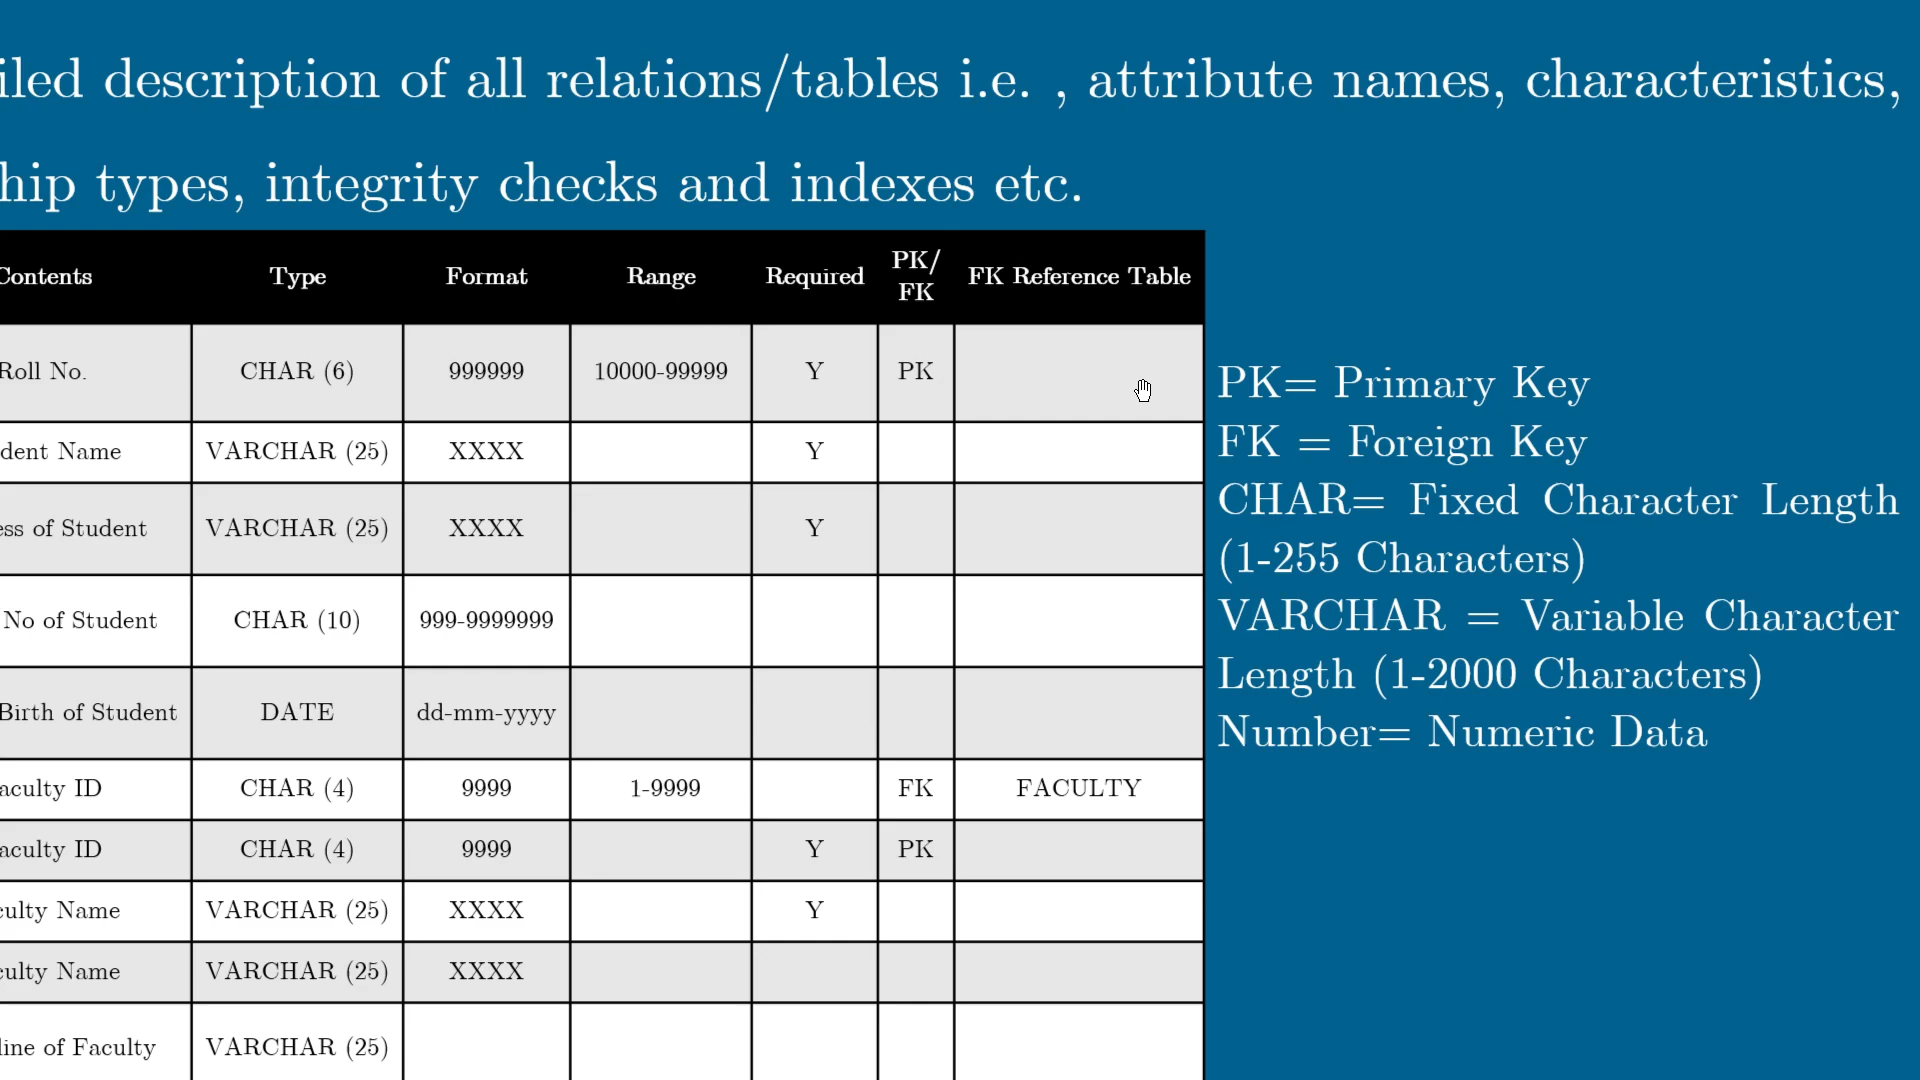 iled description of all relations/tables i.e. , attribute names, characteristics,
hip types, integrity checks and indexes etc.
Contents Type Format Range Required PK/ FK FK Reference Table
Roll No. CHAR (6) 999999 10000-99999 Y PK
dent Name VARCHAR (25) XXXX Y
ess of Student VARCHAR (25) XXXX Y
No of Student CHAR (10) 999-9999999
Birth of Student DATE dd-mm-yyyy
aculty ID CHAR (4) 9999 1-9999 FK FACULTY
aculty ID CHAR (4) 9999 Y PK
culty Name VARCHAR (25) XXXX Y
culty Name VARCHAR (25) XXXX
line of Faculty VARCHAR (25)
PK= Primary Key
FK = Foreign Key
CHAR= Fixed Character Length
(1-255 Characters)
VARCHAR = Variable Character
Length (1-2000 Characters)
Number= Numeric Data